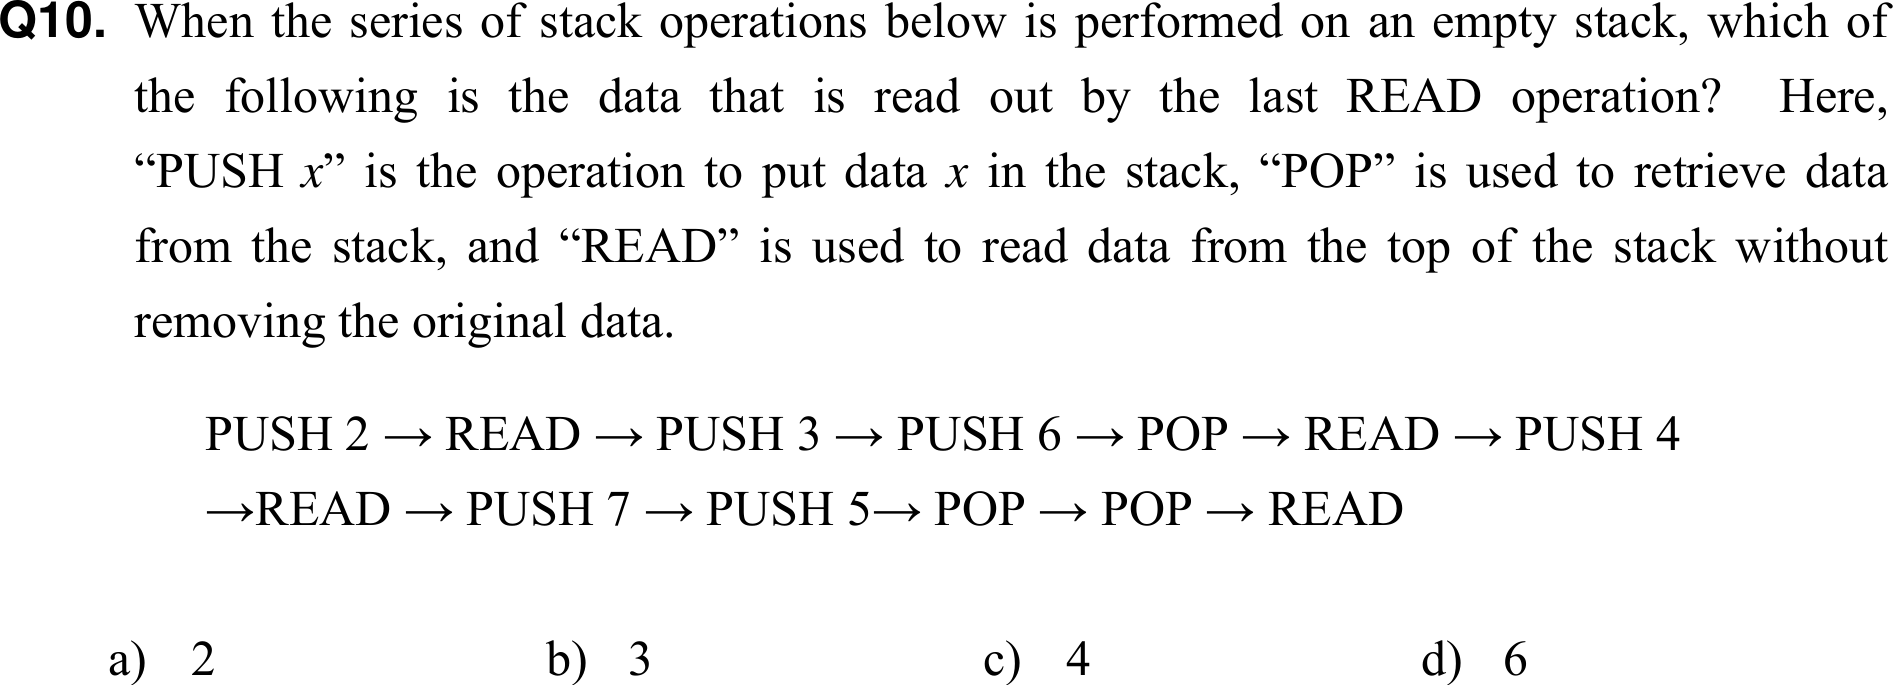 Q10. When the series of stack operations below is performed on an empty stack, which of
the following is the data that is read out by the last READ operation? Here,
“PUSH x” is the operation to put data x in the stack, “POP” is used to retrieve data
from the stack, and “READ” is used to read data from the top of the stack without
removing the original data.
PUSH 2 → READ → PUSH 3 → PUSH 6 → POP → READ → PUSH 4
→READ → PUSH 7 → PUSH 5→ POP → POP → READ
a) 2 b) 3 c) 4 d) 6